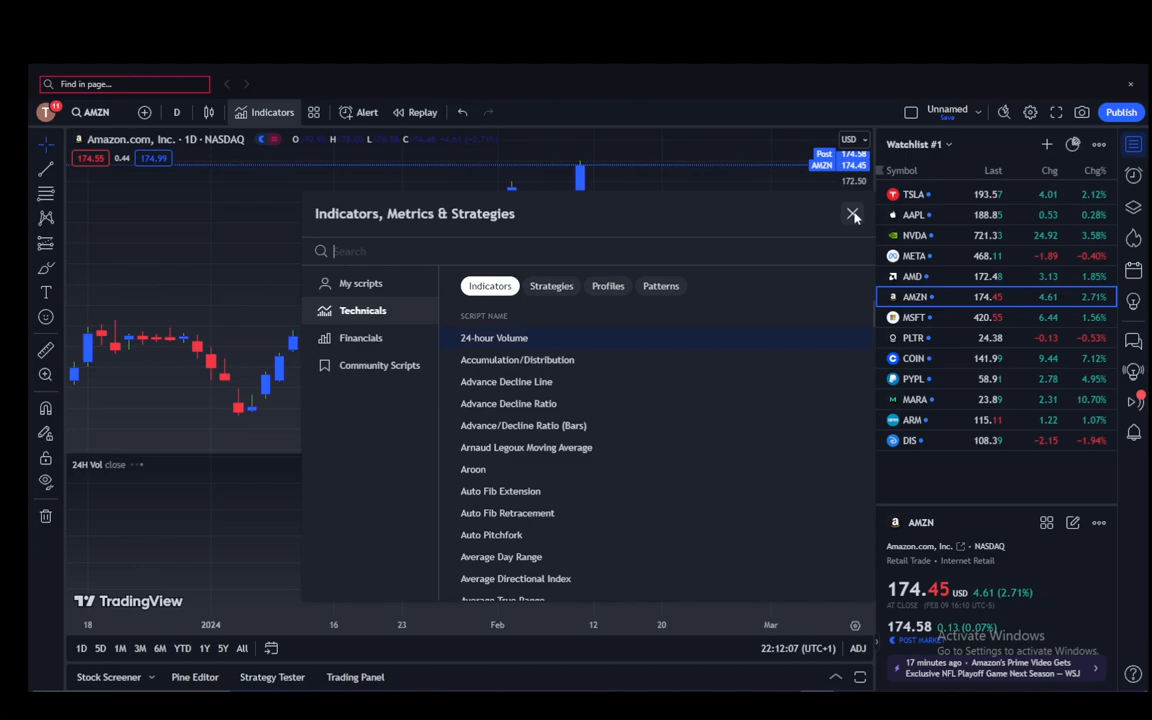 Find in page...
T
11
AMZN
D
Indicators
Alert
Replay
Unnamed
Save
Publish
Amazon.com, Inc. · 1D · NASDAQ
O
H
L
C
174.55
0.44
174.99
USD
Post 174.58
AMZN 174.45
172.50
Indicators, Metrics & Strategies
Search
My scripts
Technicals
Financials
Community Scripts
Indicators
Strategies
Profiles
Patterns
SCRIPT NAME
24-hour Volume
Accumulation/Distribution
Advance Decline Line
Advance Decline Ratio
Advance/Decline Ratio (Bars)
Arnaud Legoux Moving Average
Aroon
Auto Fib Extension
Auto Fib Retracement
Auto Pitchfork
Average Day Range
Average Directional Index
Average True Range
24H Vol close
TradingView
18 2024 16 23 Feb 12 20 Mar
1D 5D 1M 3M 6M YTD 1Y 5Y All
22:12:07 (UTC+1)
ADJ
Stock Screener
Pine Editor
Strategy Tester
Trading Panel
Watchlist #1
Symbol Last Chg Chg%
TSLA 193.57 4.01 2.12%
AAPL 188.85 0.53 0.28%
NVDA 721.33 24.92 3.58%
META 468.11 −1.89 −0.40%
AMD 172.48 3.13 1.85%
AMZN 174.45 4.61 2.71%
MSFT 420.55 6.44 1.56%
PLTR 24.38 −0.13 −0.53%
COIN 141.99 9.44 7.12%
PYPL 58.91 2.78 4.95%
MARA 23.89 2.31 10.70%
ARM 115.11 1.22 1.07%
DIS 108.39 −2.15 −1.94%
AMZN
Amazon.com, Inc. · NASDAQ
Retail Trade · Internet Retail
174.45 USD 4.61 (2.71%)
AT CLOSE (FEB 09 16:10 UTC-5)
174.58 0.13 (0.07%)
POST MARKET
Activate Windows
Go to Settings to activate Windows.
17 minutes ago · Amazon's Prime Video Gets
Exclusive NFL Playoff Game Next Season — WSJ